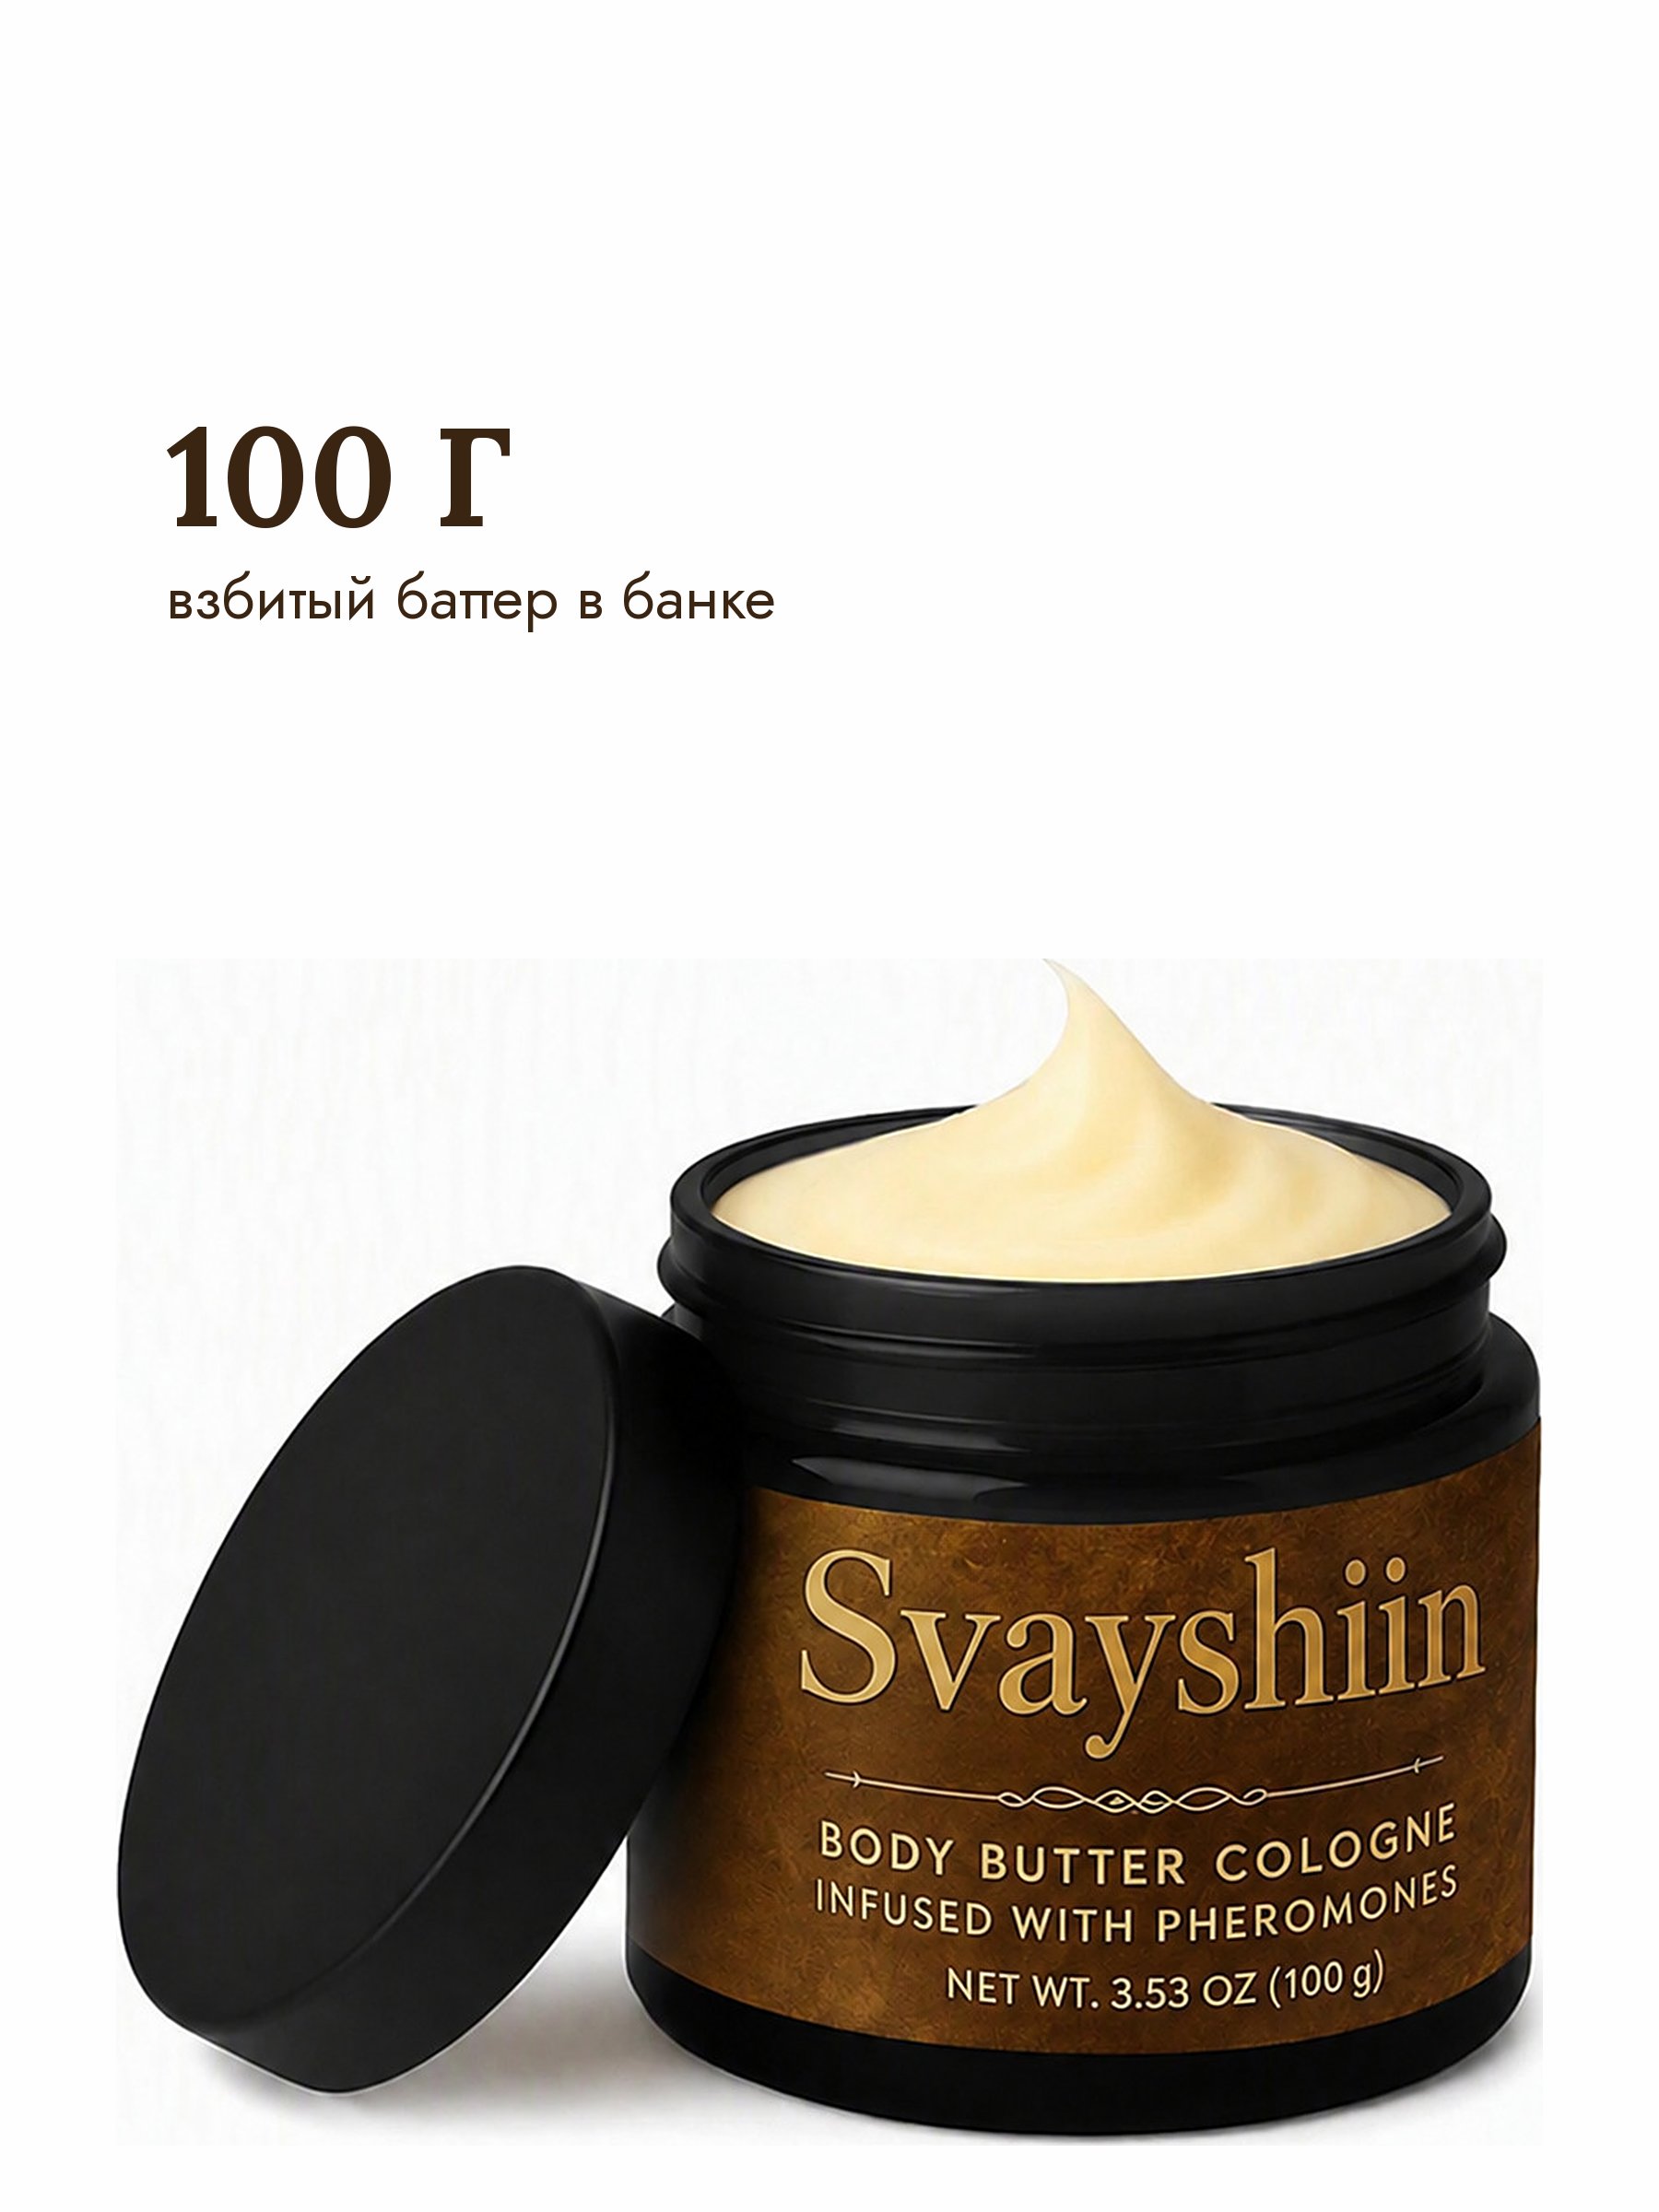 100 Г
взбитый баттер в банке
Svayshiin
BODY BUTTER COLOGNE
INFUSED WITH PHEROMONES
NET WT. 3.53 OZ (100 g)